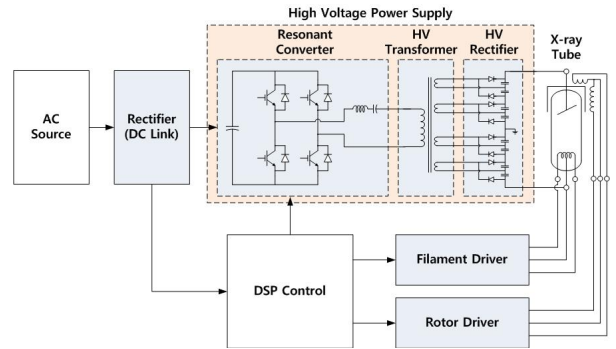 High Voltage Power Supply
Resonant
Converter
HV
Transformer
HV
Rectifier
X-ray
Tube
AC
Source
Rectifier
(DC Link)
DSP Control
Filament Driver
Rotor Driver